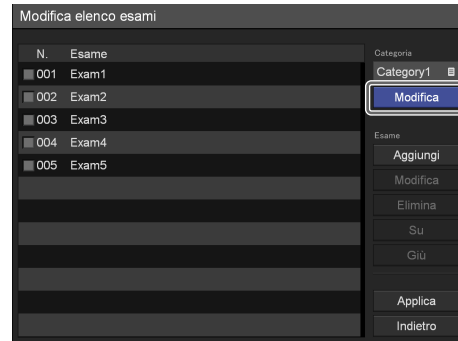 Modifica elenco esami
N. Esame
001 Exam1
002 Exam2
003 Exam3
004 Exam4
005 Exam5
Categoria
Category1
Modifica
Esame
Aggiungi
Modifica
Elimina
Su
Giù
Applica
Indietro